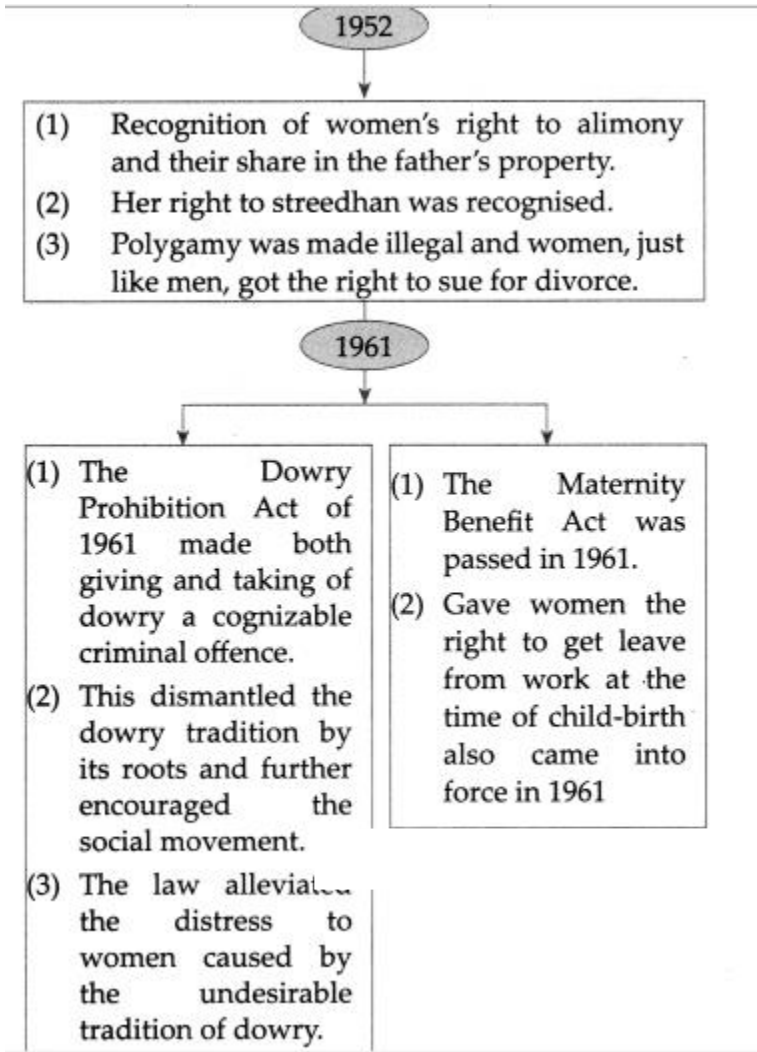 1952
(1) Recognition of women's right to alimony
and their share in the father's property.
(2) Her right to streedhan was recognised.
(3) Polygamy was made illegal and women, just
like men, got the right to sue for divorce.
1961
(1) The Dowry
Prohibition Act of
1961 made both
giving and taking of
dowry a cognizable
criminal offence.
(2) This dismantled the
dowry tradition by
its roots and further
encouraged the
social movement.
(3) The law
the distress to
women caused by
the undesirable
tradition of dowry.
(1) The Maternity
Benefit Act was
passed in 1961.
(2) Gave women the
right to get leave
from work at the
time of child-birth
also came into
force in 1961